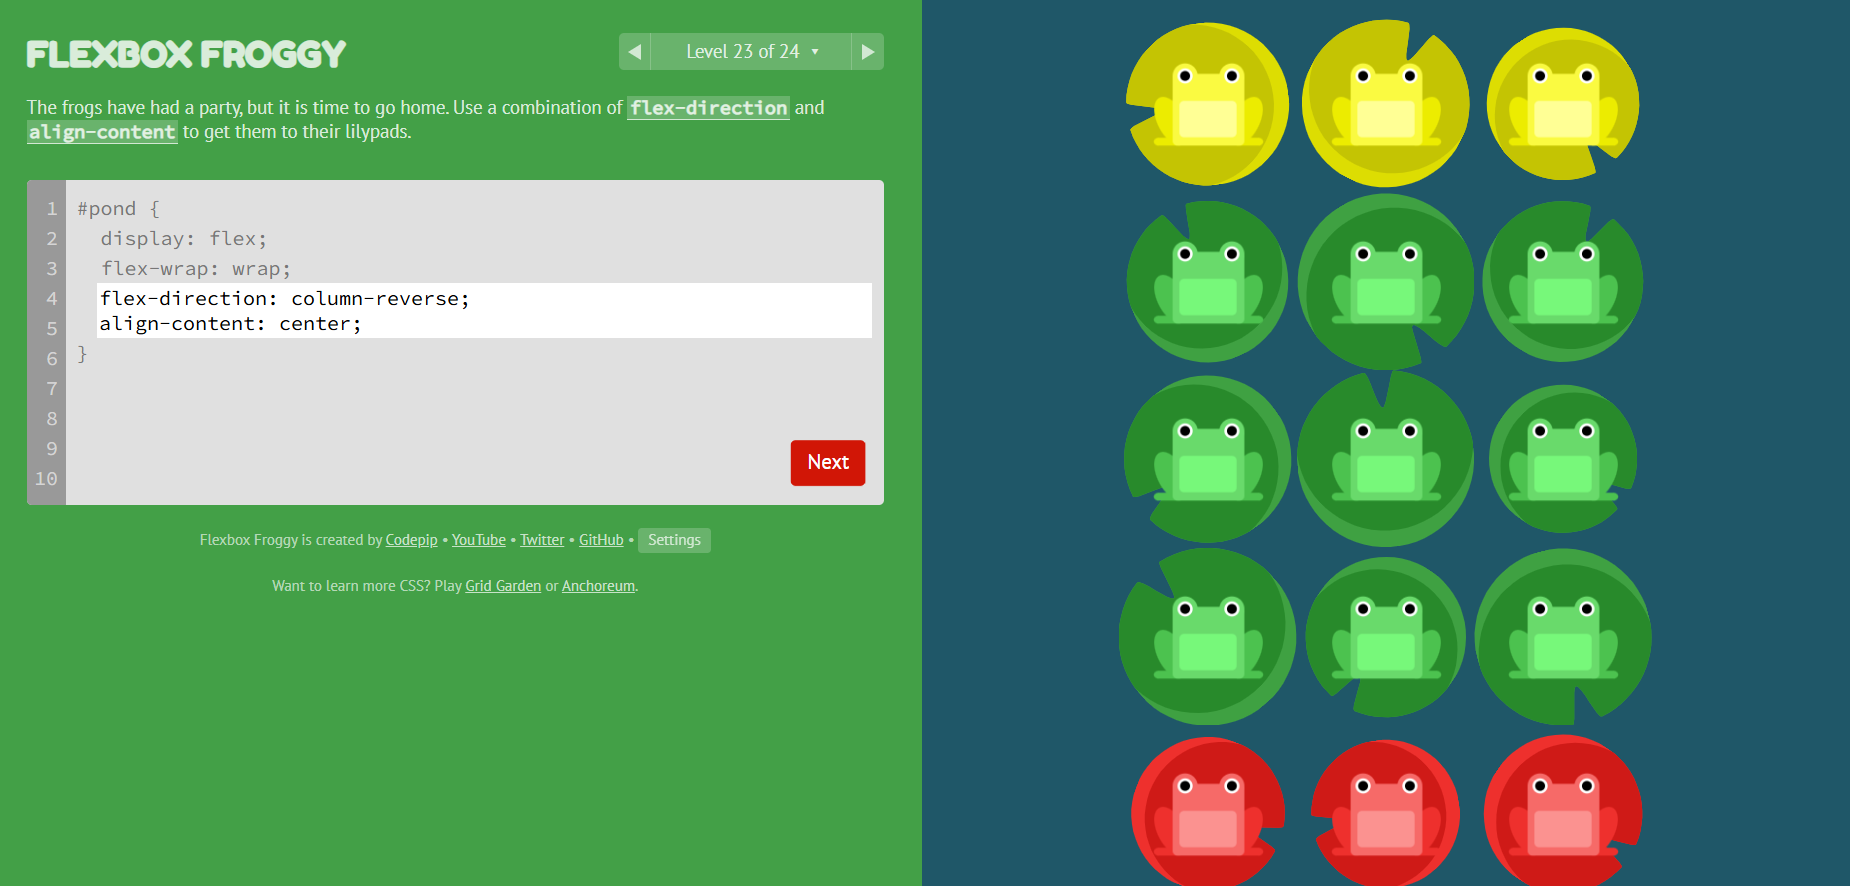 FLEXBOX FROGGY
◀ Level 23 of 24 ▼ ▶
The frogs have had a party, but it is time to go home. Use a combination of flex-direction and
align-content to get them to their lilypads.
1 #pond {
2 display: flex;
3 flex-wrap: wrap;
4 flex-direction: column-reverse;
5 align-content: center;
6 }
7
8
9
10
Next
Flexbox Froggy is created by Codepip • YouTube • Twitter • GitHub • Settings
Want to learn more CSS? Play Grid Garden or Anchoreum.